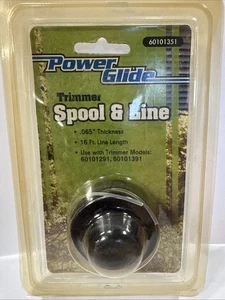 60101351
Power
Glide
Trimmer
Spool & Line
• .065" Thickness
• 16 Ft. Line Length
• Use with Trimmer Models:
60101291, 60101391